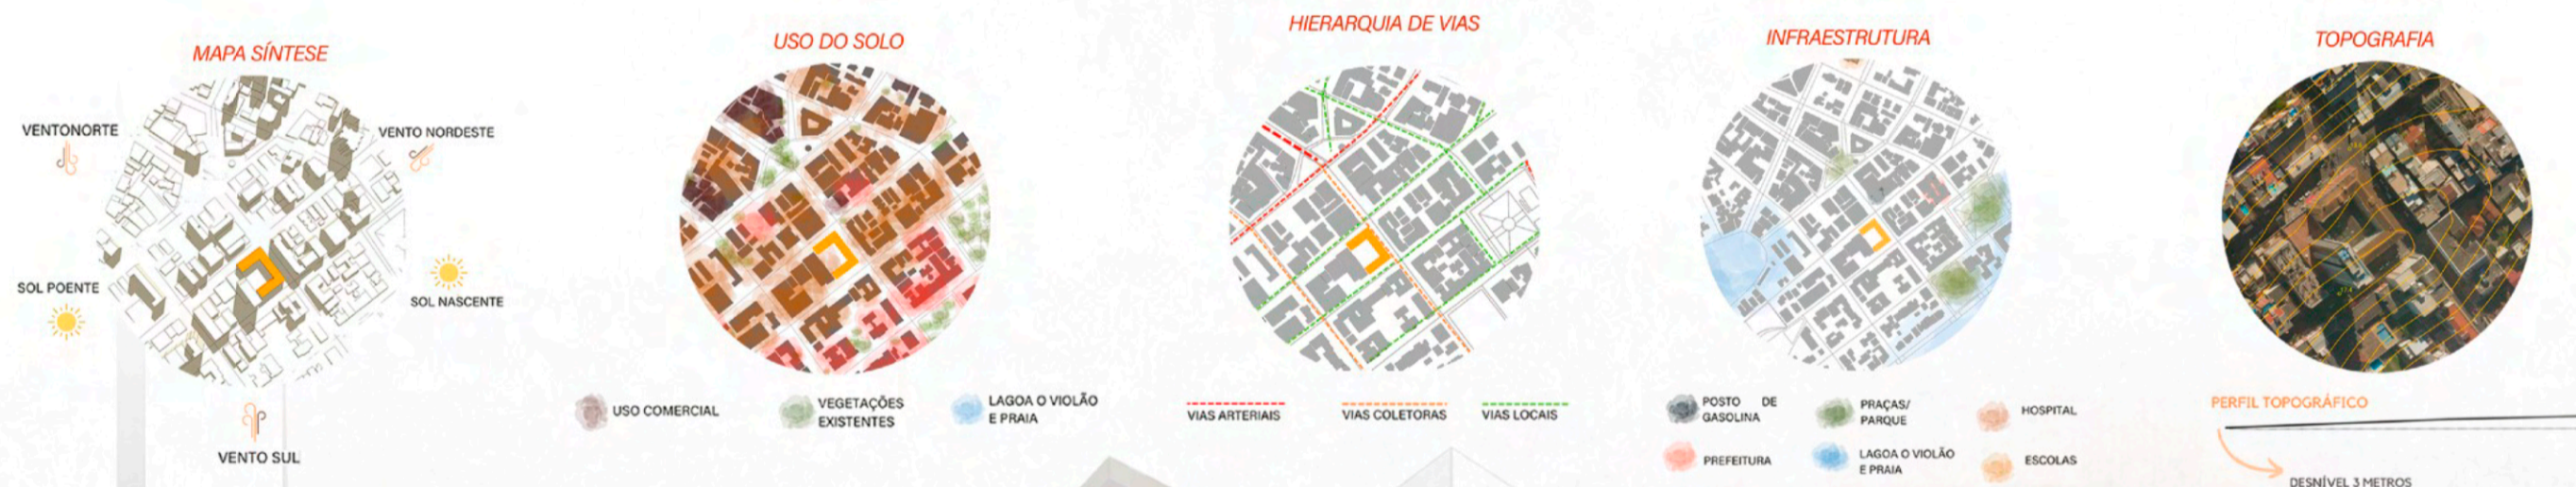 MAPA SÍNTESE
VENTONORTE
VENTO NORDESTE
SOL POENTE
SOL NASCENTE
VENTO SUL
USO DO SOLO
USO COMERCIAL
VEGETAÇÕES
EXISTENTES
LAGOA O VIOLÃO
E PRAIA
HIERARQUIA DE VIAS
VIAS ARTERIAIS
VIAS COLETORAS
VIAS LOCAIS
INFRAESTRUTURA
POSTO DE
GASOLINA
PRAÇAS/
PARQUE
HOSPITAL
PREFEITURA
LAGOA O VIOLÃO
E PRAIA
ESCOLAS
TOPOGRAFIA
PERFIL TOPOGRÁFICO
DESNÍVEL 3 METROS